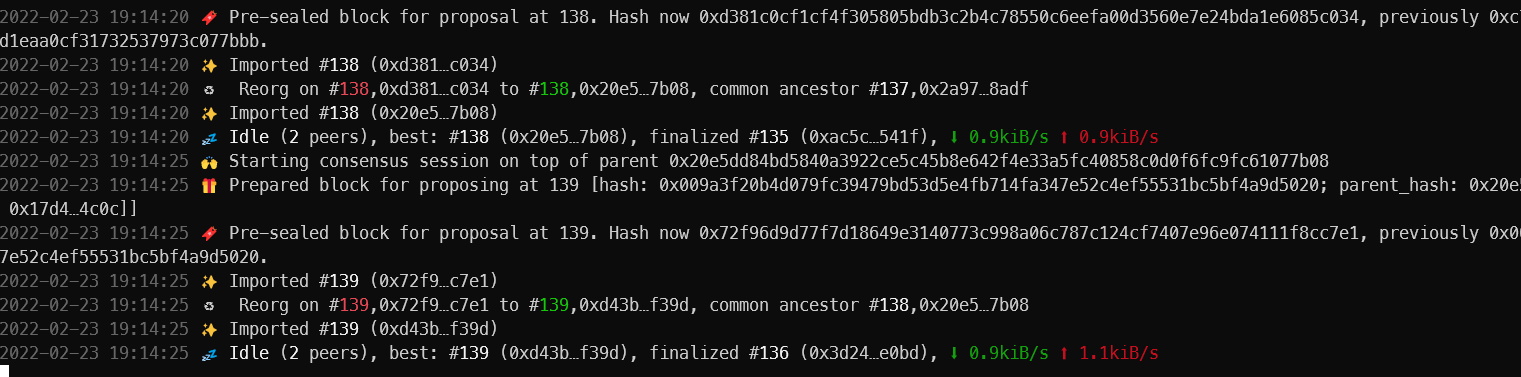 2022-02-23 19:14:20 🔖 Pre-sealed block for proposal at 138. Hash now 0xd381c0cf1cf4f305805bdb3c2b4c78550c6eefa00d3560e7e24bda1e6085c034, previously 0xc7
d1eaa0cf31732537973c077bbb.
2022-02-23 19:14:20 ✨ Imported #138 (0xd381…c034)
2022-02-23 19:14:20 ♻ Reorg on #138,0xd381…c034 to #138,0x20e5…7b08, common ancestor #137,0x2a97…8adf
2022-02-23 19:14:20 ✨ Imported #138 (0x20e5…7b08)
2022-02-23 19:14:20 💤 Idle (2 peers), best: #138 (0x20e5…7b08), finalized #135 (0xac5c…541f), ⬇ 0.9kiB/s ⬆ 0.9kiB/s
2022-02-23 19:14:25 🙌 Starting consensus session on top of parent 0x20e5dd84bd5840a3922ce3c45b8e642f4e33a5fc40858c0d0f6fc9fc61077b08
2022-02-23 19:14:25 🎁 Prepared block for proposing at 139 [hash: 0x009a3f20b4d079fc39479bd53d5e4fb714fa347e52c4ef55531bc5bf4a9d5020; parent_hash: 0x20e5
0x17d4…4c0c]]
2022-02-23 19:14:25 🔖 Pre-sealed block for proposal at 139. Hash now 0x72f96d9d77f7d18649e3140773c998a06c787c124cf7407e96e074111f8cc7e1, previously 0x00
7e52c4ef55531bc5bf4a9d5020.
2022-02-23 19:14:25 ✨ Imported #139 (0x72f9…c7e1)
2022-02-23 19:14:25 ♻ Reorg on #139,0x72f9…c7e1 to #139,0xd43b…f39d, common ancestor #138,0x20e5…7b08
2022-02-23 19:14:25 ✨ Imported #139 (0xd43b…f39d)
2022-02-23 19:14:25 💤 Idle (2 peers), best: #139 (0xd43b…f39d), finalized #136 (0x3d24…e0bd), ⬇ 0.9kiB/s ⬆ 1.1kiB/s